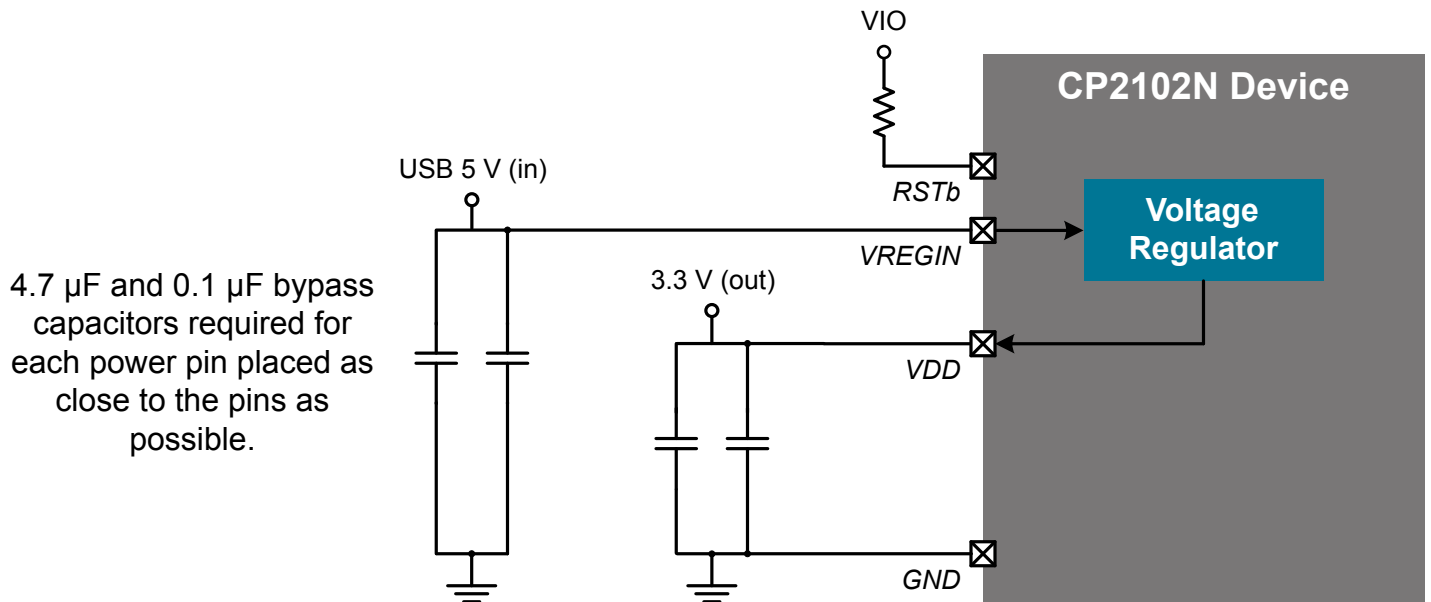 VIO
CP2102N Device
RSTb
USB 5 V (in)
Voltage
Regulator
VREGIN
4.7 µF and 0.1 µF bypass
capacitors required for
each power pin placed as
close to the pins as
possible.
3.3 V (out)
VDD
GND